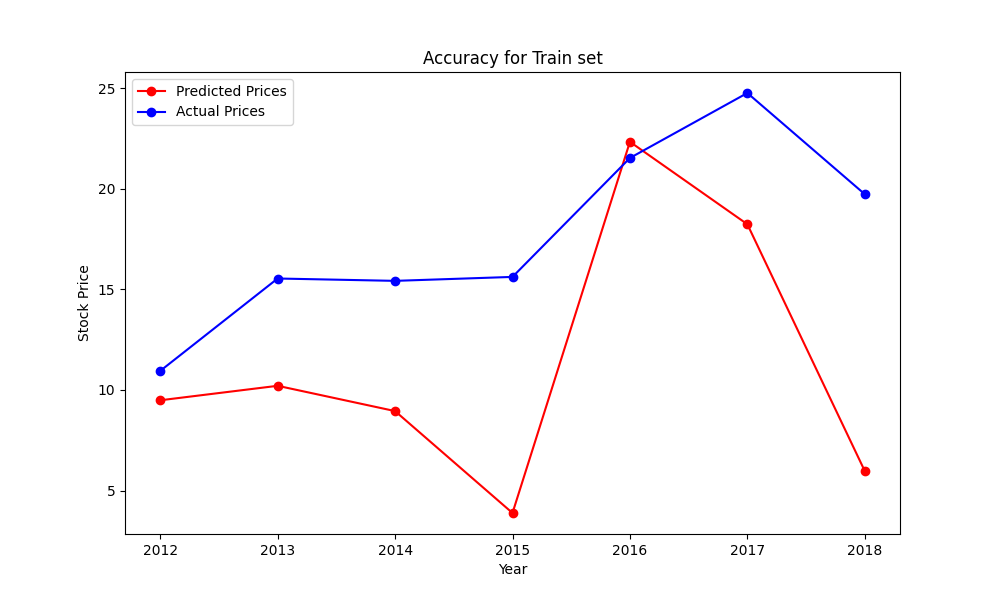 Accuracy for Train set
Predicted Prices
Actual Prices
25
20
15
10
5
Stock Price
2012 2013 2014 2015 2016 2017 2018
Year